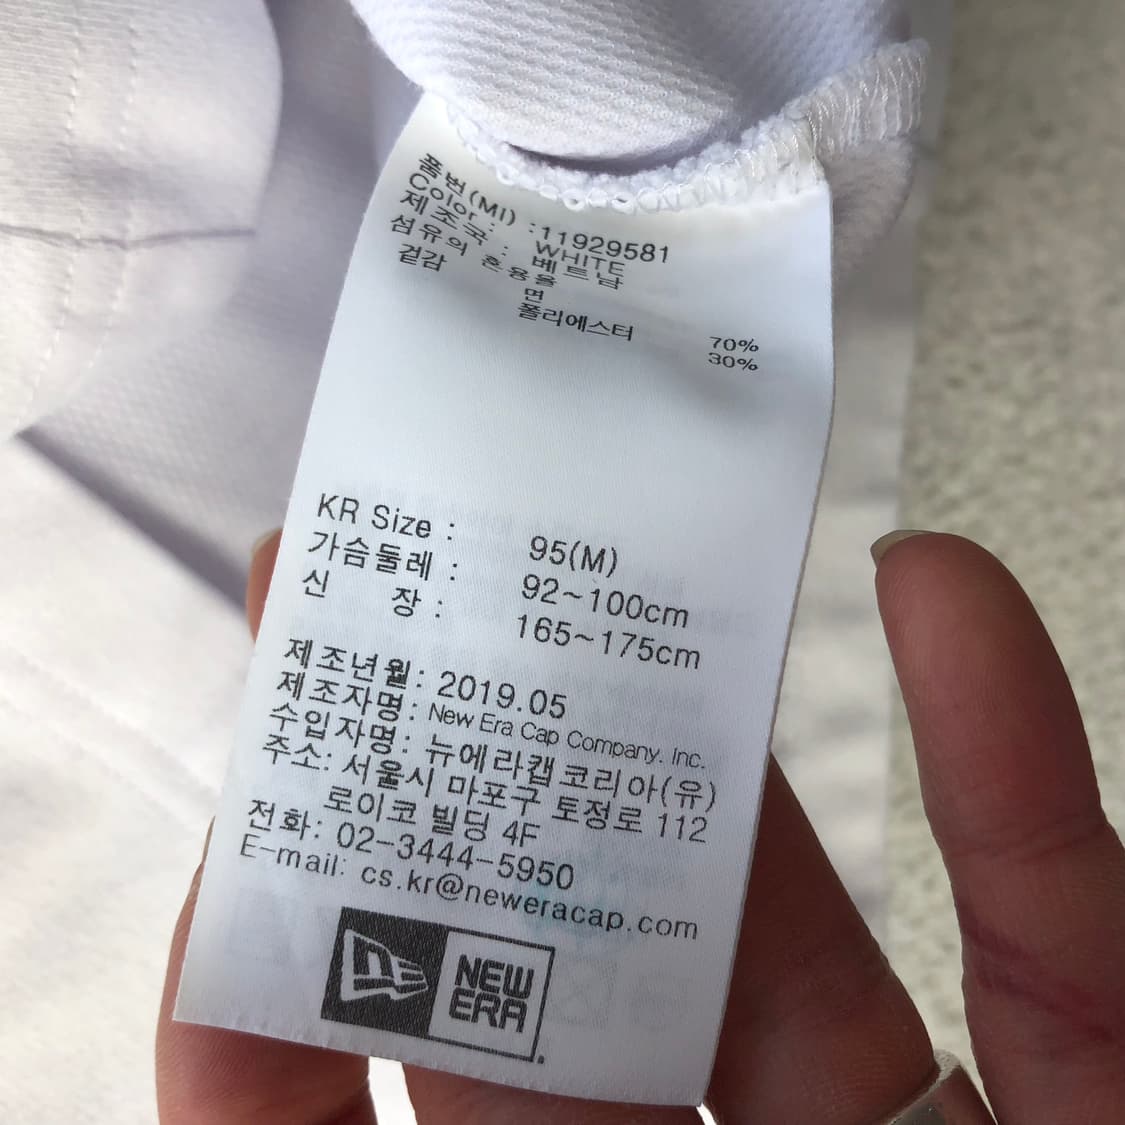 품번(MI) : 11929581
Color : WHITE
제조국 : 베트남
섬유의 혼용율
겉감
면 70%
폴리에스터 30%
KR Size : 95(M)
가슴둘레 : 92~100cm
신 장 : 165~175cm
제조년월: 2019.05
제조자명: New Era Cap Company. Inc.
수입자명: 뉴에라캡코리아(유)
주소: 서울시 마포구 토정로 112
로이코 빌딩 4F
전화: 02-3444-5950
E-mail: cs.kr@neweracap.com
NEW
ERA